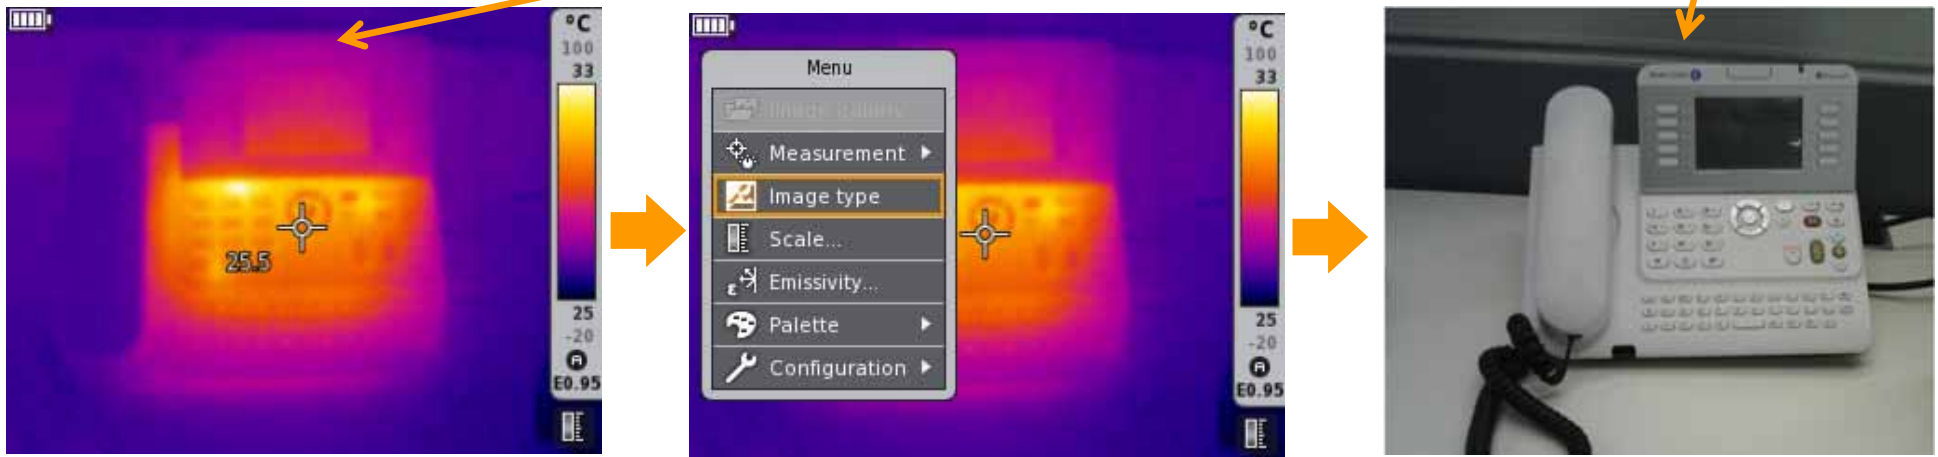 °C
100
33
25.5
25
-20
A
E0.95
Menu
Measurement
Image type
Scale...
ε
Emissivity...
Palette
Configuration
°C
100
33
25
-20
A
E0.95